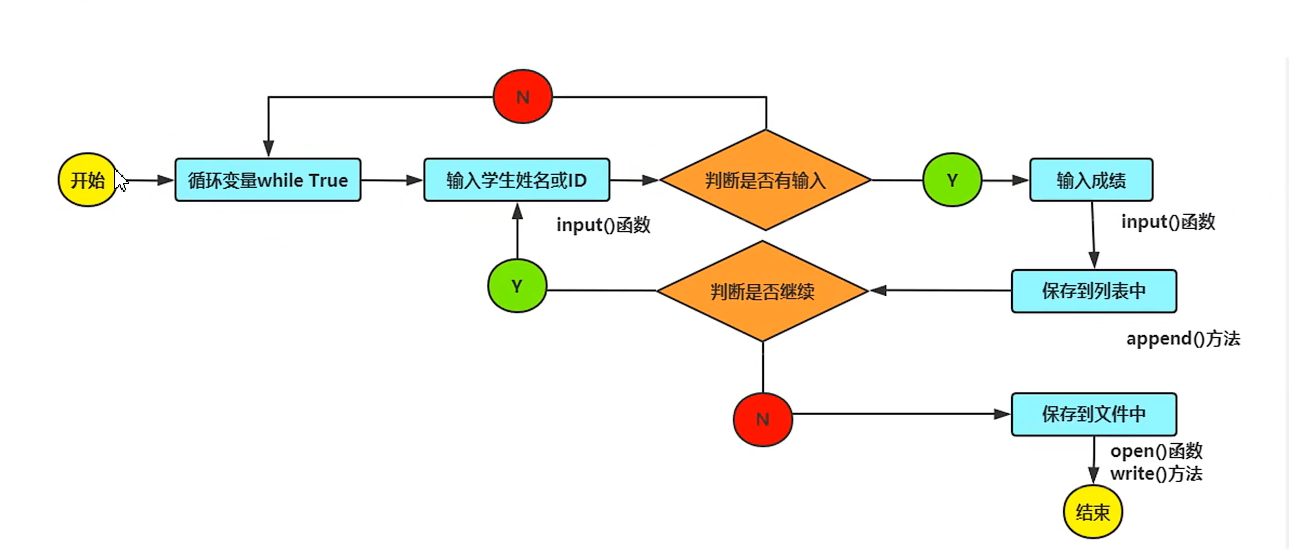 N
开始
循环变量while True
输入学生姓名或ID
判断是否有输入
Y
输入成绩
input()函数
input()函数
Y
判断是否继续
保存到列表中
append()方法
N
保存到文件中
open()函数
write()方法
结束